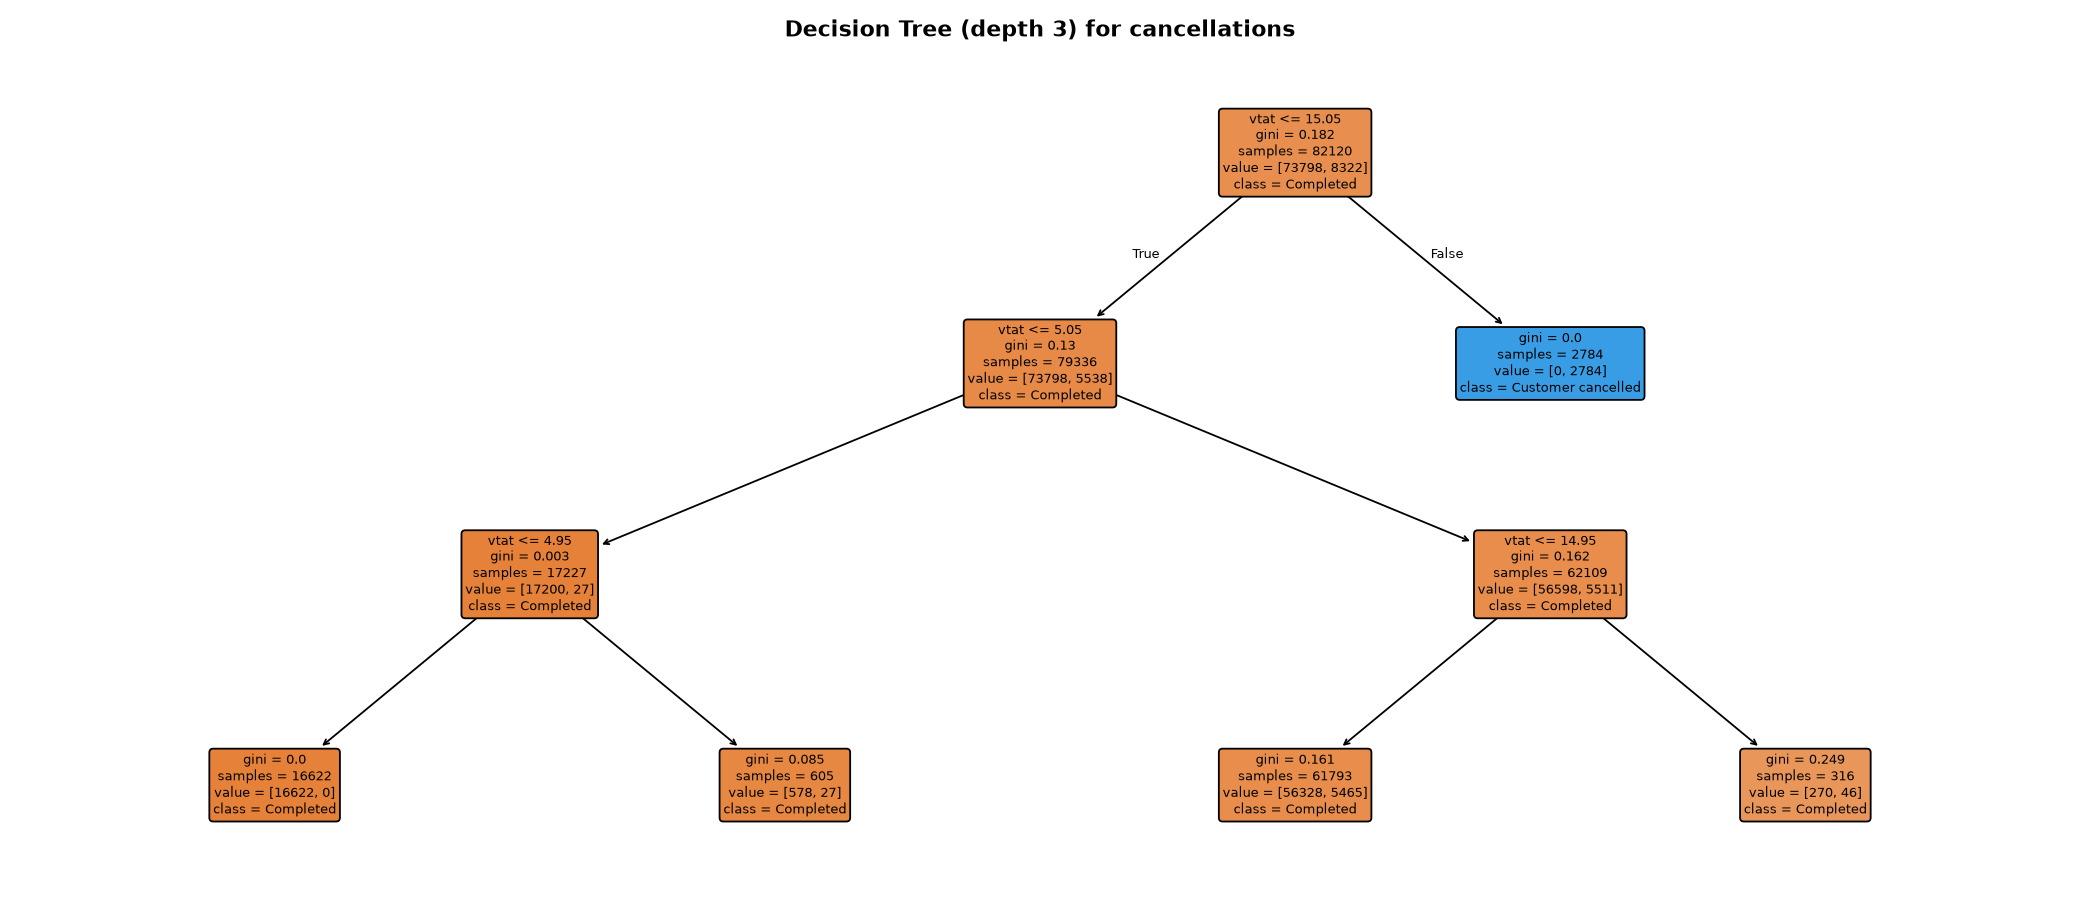 Decision Tree (depth 3) for cancellations
vtat <= 15.05
gini = 0.182
samples = 82120
value = [73798, 8322]
class = Completed
True
False
vtat <= 5.05
gini = 0.13
samples = 79336
value = [73798, 5538]
class = Completed
gini = 0.0
samples = 2784
value = [0, 2784]
class = Customer cancelled
vtat <= 4.95
gini = 0.003
samples = 17227
value = [17200, 27]
class = Completed
vtat <= 14.95
gini = 0.162
samples = 62109
value = [56598, 5511]
class = Completed
gini = 0.0
samples = 16622
value = [16622, 0]
class = Completed
gini = 0.085
samples = 605
value = [578, 27]
class = Completed
gini = 0.161
samples = 61793
value = [56328, 5465]
class = Completed
gini = 0.249
samples = 316
value = [270, 46]
class = Completed